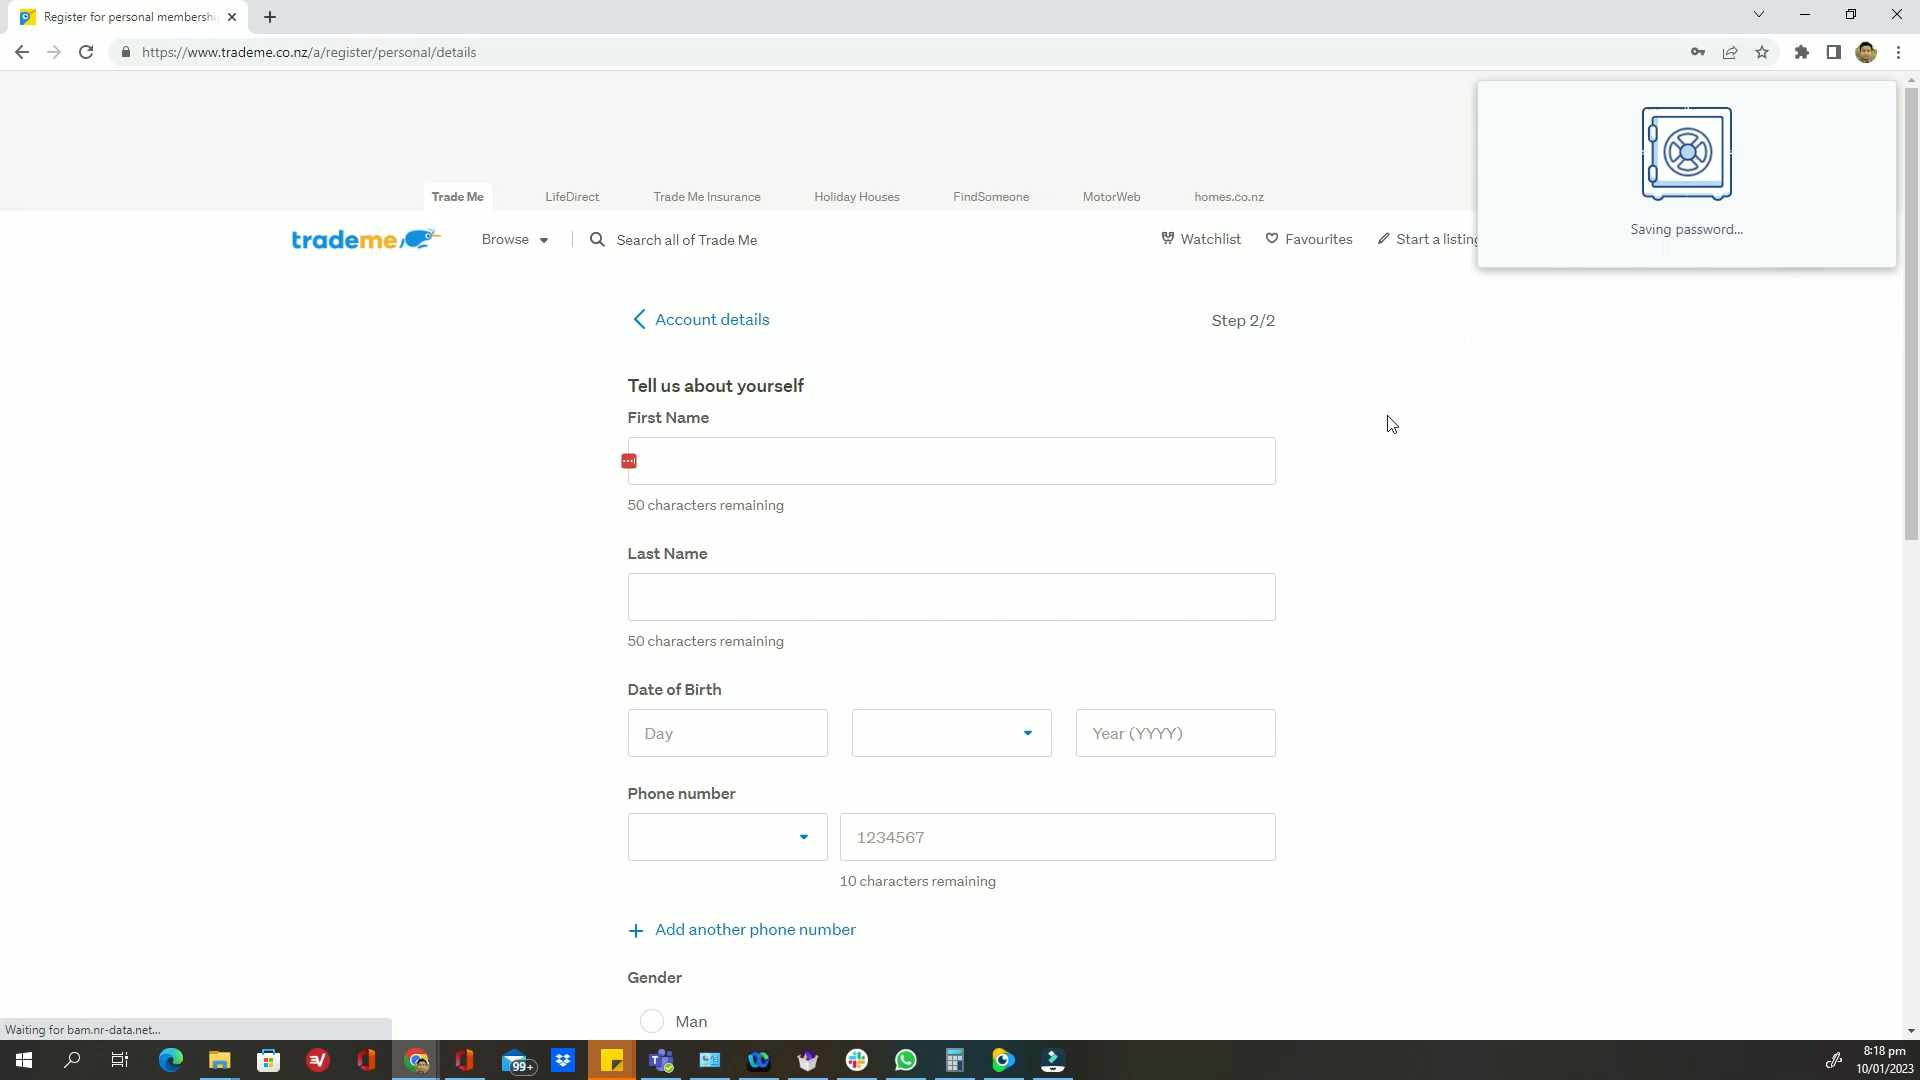 Register for personal membersh
https://www.trademe.co.nz/a/register/personal/details
Saving password...
Trade Me LifeDirect Trade Me Insurance Holiday Houses FindSomeone MotorWeb homes.co.nz
trademe Browse Search all of Trade Me Watchlist Favourites Start a listing
Account details Step 2/2
Tell us about yourself
First Name
50 characters remaining
Last Name
50 characters remaining
Date of Birth
Day Year (YYYY)
Phone number
1234567
10 characters remaining
Add another phone number
Gender
Man
Waiting for bam.nr-data.net...
99+
8:18 pm
10/01/2023